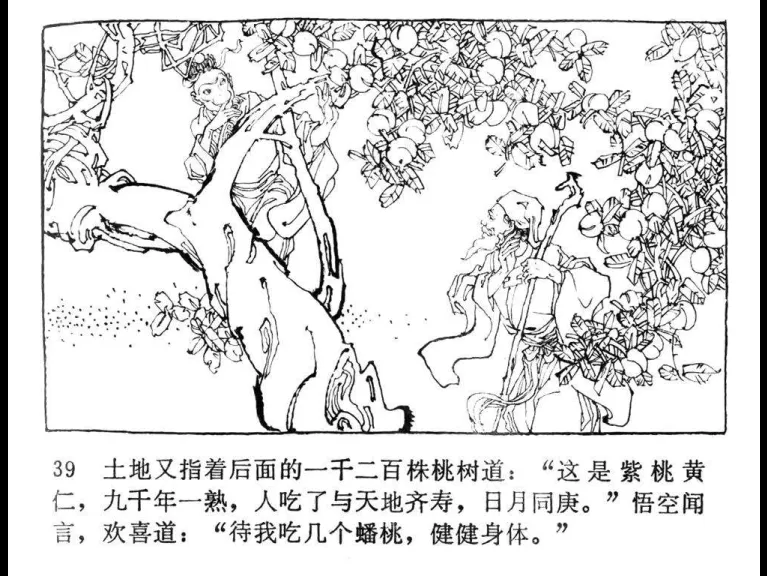 39 土地又指着后面的一千二百株桃树道：“这是紫桃黄
仁，九千年一熟，人吃了与天地齐寿，日月同庚。”悟空闻
言，欢喜道：“待我吃几个蟠桃，健健身体。”